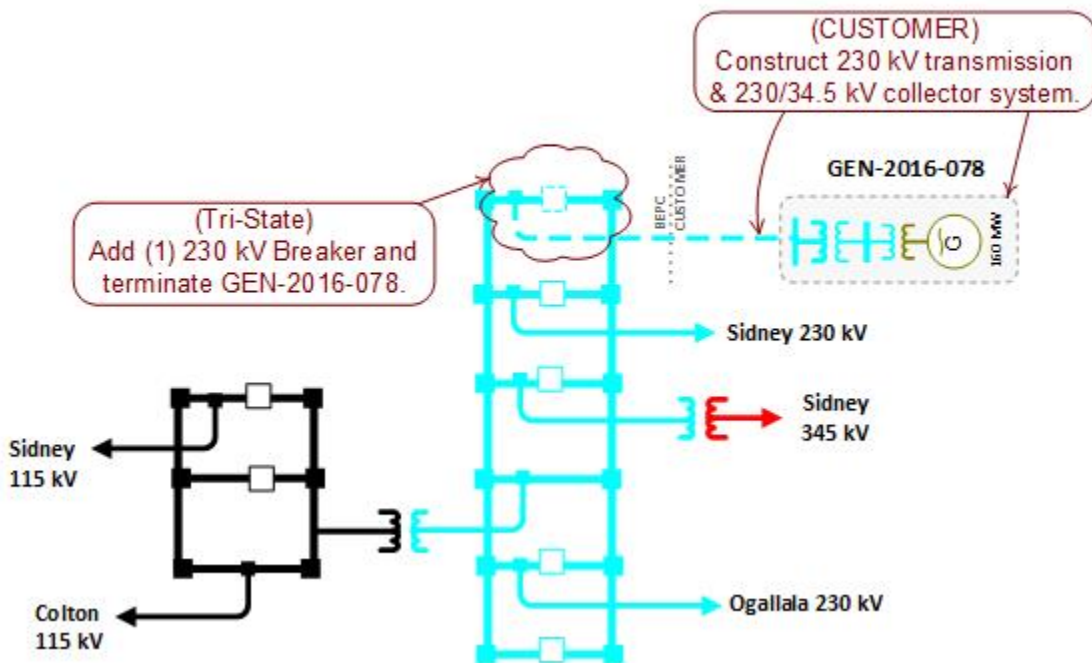 (CUSTOMER)
Construct 230 kV transmission
& 230/34.5 kV collector system.
(Tri-State)
Add (1) 230 kV Breaker and
terminate GEN-2016-078.
BEPC
CUSTOMER
GEN-2016-078
G
160 MW
Sidney 230 kV
Sidney
345 kV
Sidney
115 kV
Colton
115 kV
Ogallala 230 kV